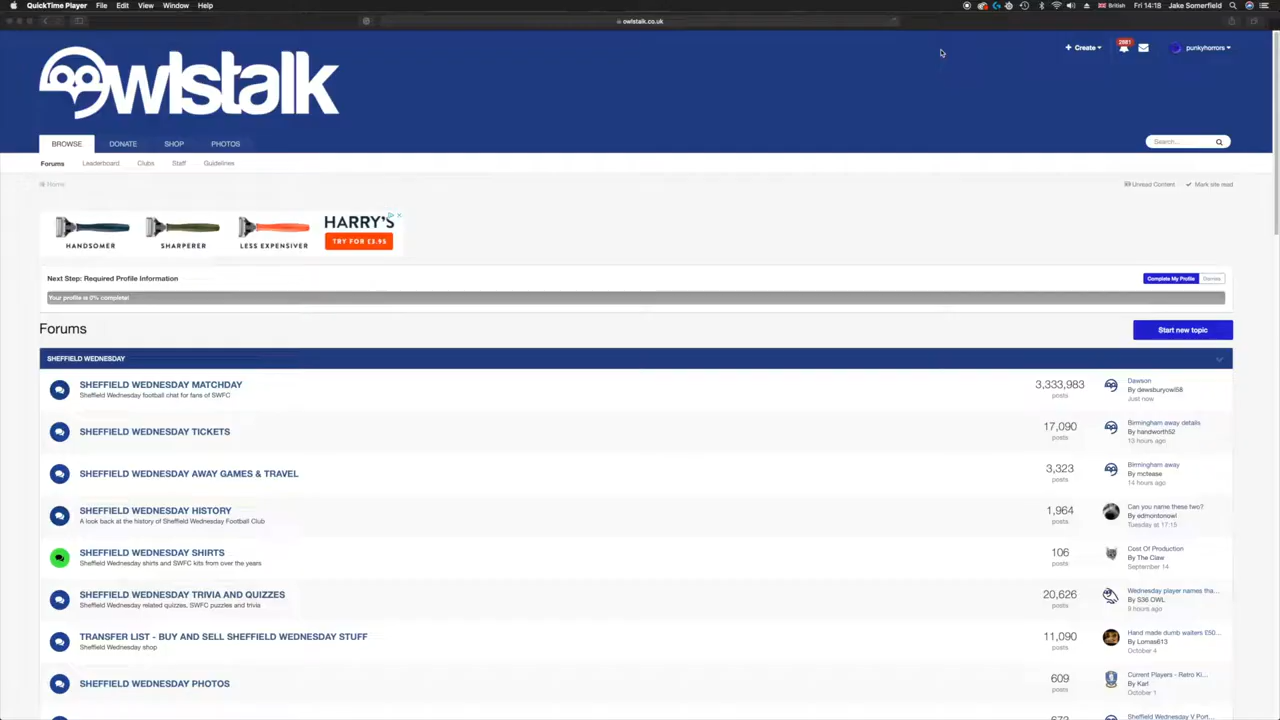 QuickTime Player File Edit View Window Help
British Fri 14:18 Jake Somerfield
owlstalk.co.uk
owlstalk
+ Create
2681
punkyhorrors
BROWSE DONATE SHOP PHOTOS
Search...
Forums Leaderboard Clubs Staff Guidelines
Home
Unread Content Mark site read
HANDSOMER SHARPERER LESS EXPENSIVER
HARRY'S
TRY FOR £3.95
Next Step: Required Profile Information
Complete My Profile Dismiss
Your profile is 0% complete!
Forums
Start new topic
SHEFFIELD WEDNESDAY
SHEFFIELD WEDNESDAY MATCHDAY
Sheffield Wednesday football chat for fans of SWFC
3,333,983
posts
Dawson
By dewsburyowl58
Just now
SHEFFIELD WEDNESDAY TICKETS
17,090
posts
Birmingham away details
By handworth52
13 hours ago
SHEFFIELD WEDNESDAY AWAY GAMES & TRAVEL
3,323
posts
Birmingham away
By mctease
14 hours ago
SHEFFIELD WEDNESDAY HISTORY
A look back at the history of Sheffield Wednesday Football Club
1,964
posts
Can you name these two?
By edmontonowl
Tuesday at 17:15
SHEFFIELD WEDNESDAY SHIRTS
Sheffield Wednesday shirts and SWFC kits from over the years
106
posts
Cost Of Production
By The Claw
September 14
SHEFFIELD WEDNESDAY TRIVIA AND QUIZZES
Sheffield Wednesday related quizzes, SWFC puzzles and trivia
20,626
posts
Wednesday player names tha...
By S36 OWL
9 hours ago
TRANSFER LIST - BUY AND SELL SHEFFIELD WEDNESDAY STUFF
Sheffield Wednesday shop
11,090
posts
Hand made dumb waiters £50...
By Lomas613
October 4
SHEFFIELD WEDNESDAY PHOTOS
609
posts
Current Players - Retro Ki...
By Karl
October 1
Sheffield Wednesday V Port...